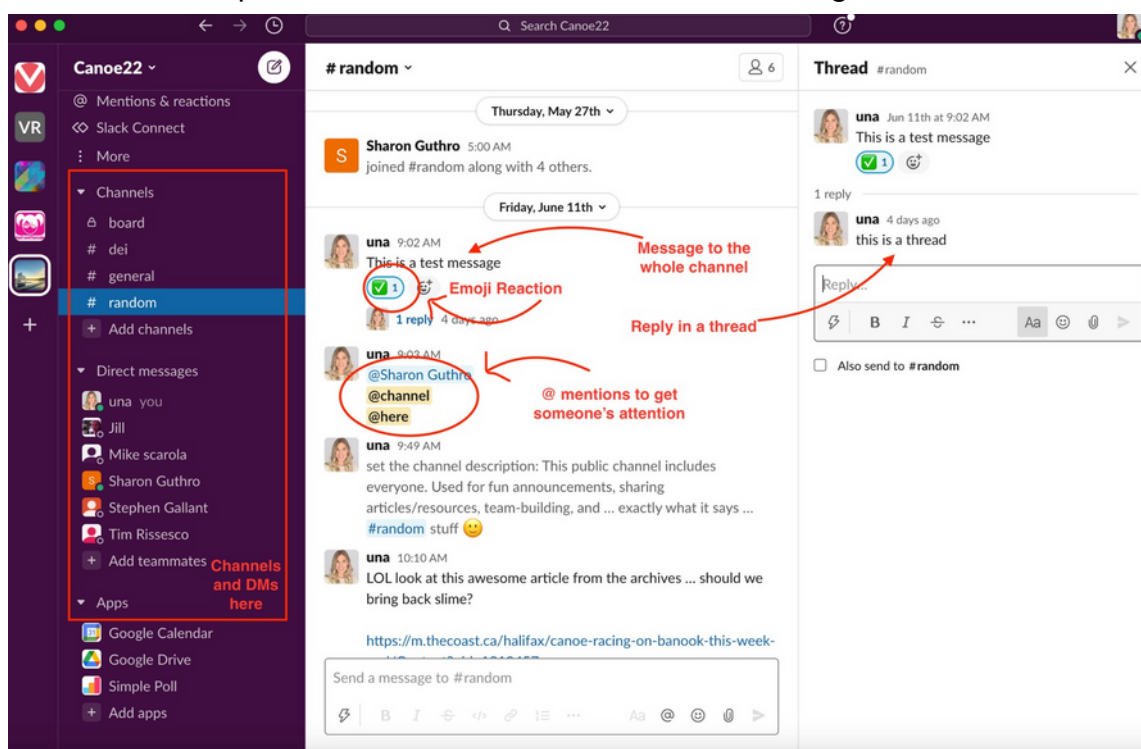 Search Canoe22
VR
+
Canoe22
@ Mentions & reactions
Slack Connect
More
Channels
board
# dei
# general
# random
+ Add channels
Direct messages
una you
Jill
Mike scarola
S Sharon Guthro
Stephen Gallant
Tim Rissesco
+ Add teammates
Channels
and DMs
here
Apps
Google Calendar
Google Drive
Simple Poll
+ Add apps
# random
6
Thursday, May 27th
S
Sharon Guthro 5:00 AM
joined #random along with 4 others.
Friday, June 11th
una 9:02 AM
This is a test message
1
1 reply 4 days ago
Message to the
whole channel
Emoji Reaction
Reply in a thread
una 9:03 AM
@Sharon Guthro
@channel
@here
@ mentions to get
someone's attention
una 9:49 AM
set the channel description: This public channel includes
everyone. Used for fun announcements, sharing
articles/resources, team-building, and ... exactly what it says ...
#random stuff 🙂
una 10:10 AM
LOL look at this awesome article from the archives ... should we
bring back slime?
https://m.thecoast.ca/halifax/canoe-racing-on-banook-this-week-
Send a message to #random
B I S </> Aa @
Thread #random
una Jun 11th at 9:02 AM
This is a test message
1
1 reply
una 4 days ago
this is a thread
Reply...
B I S ... Aa
Also send to #random